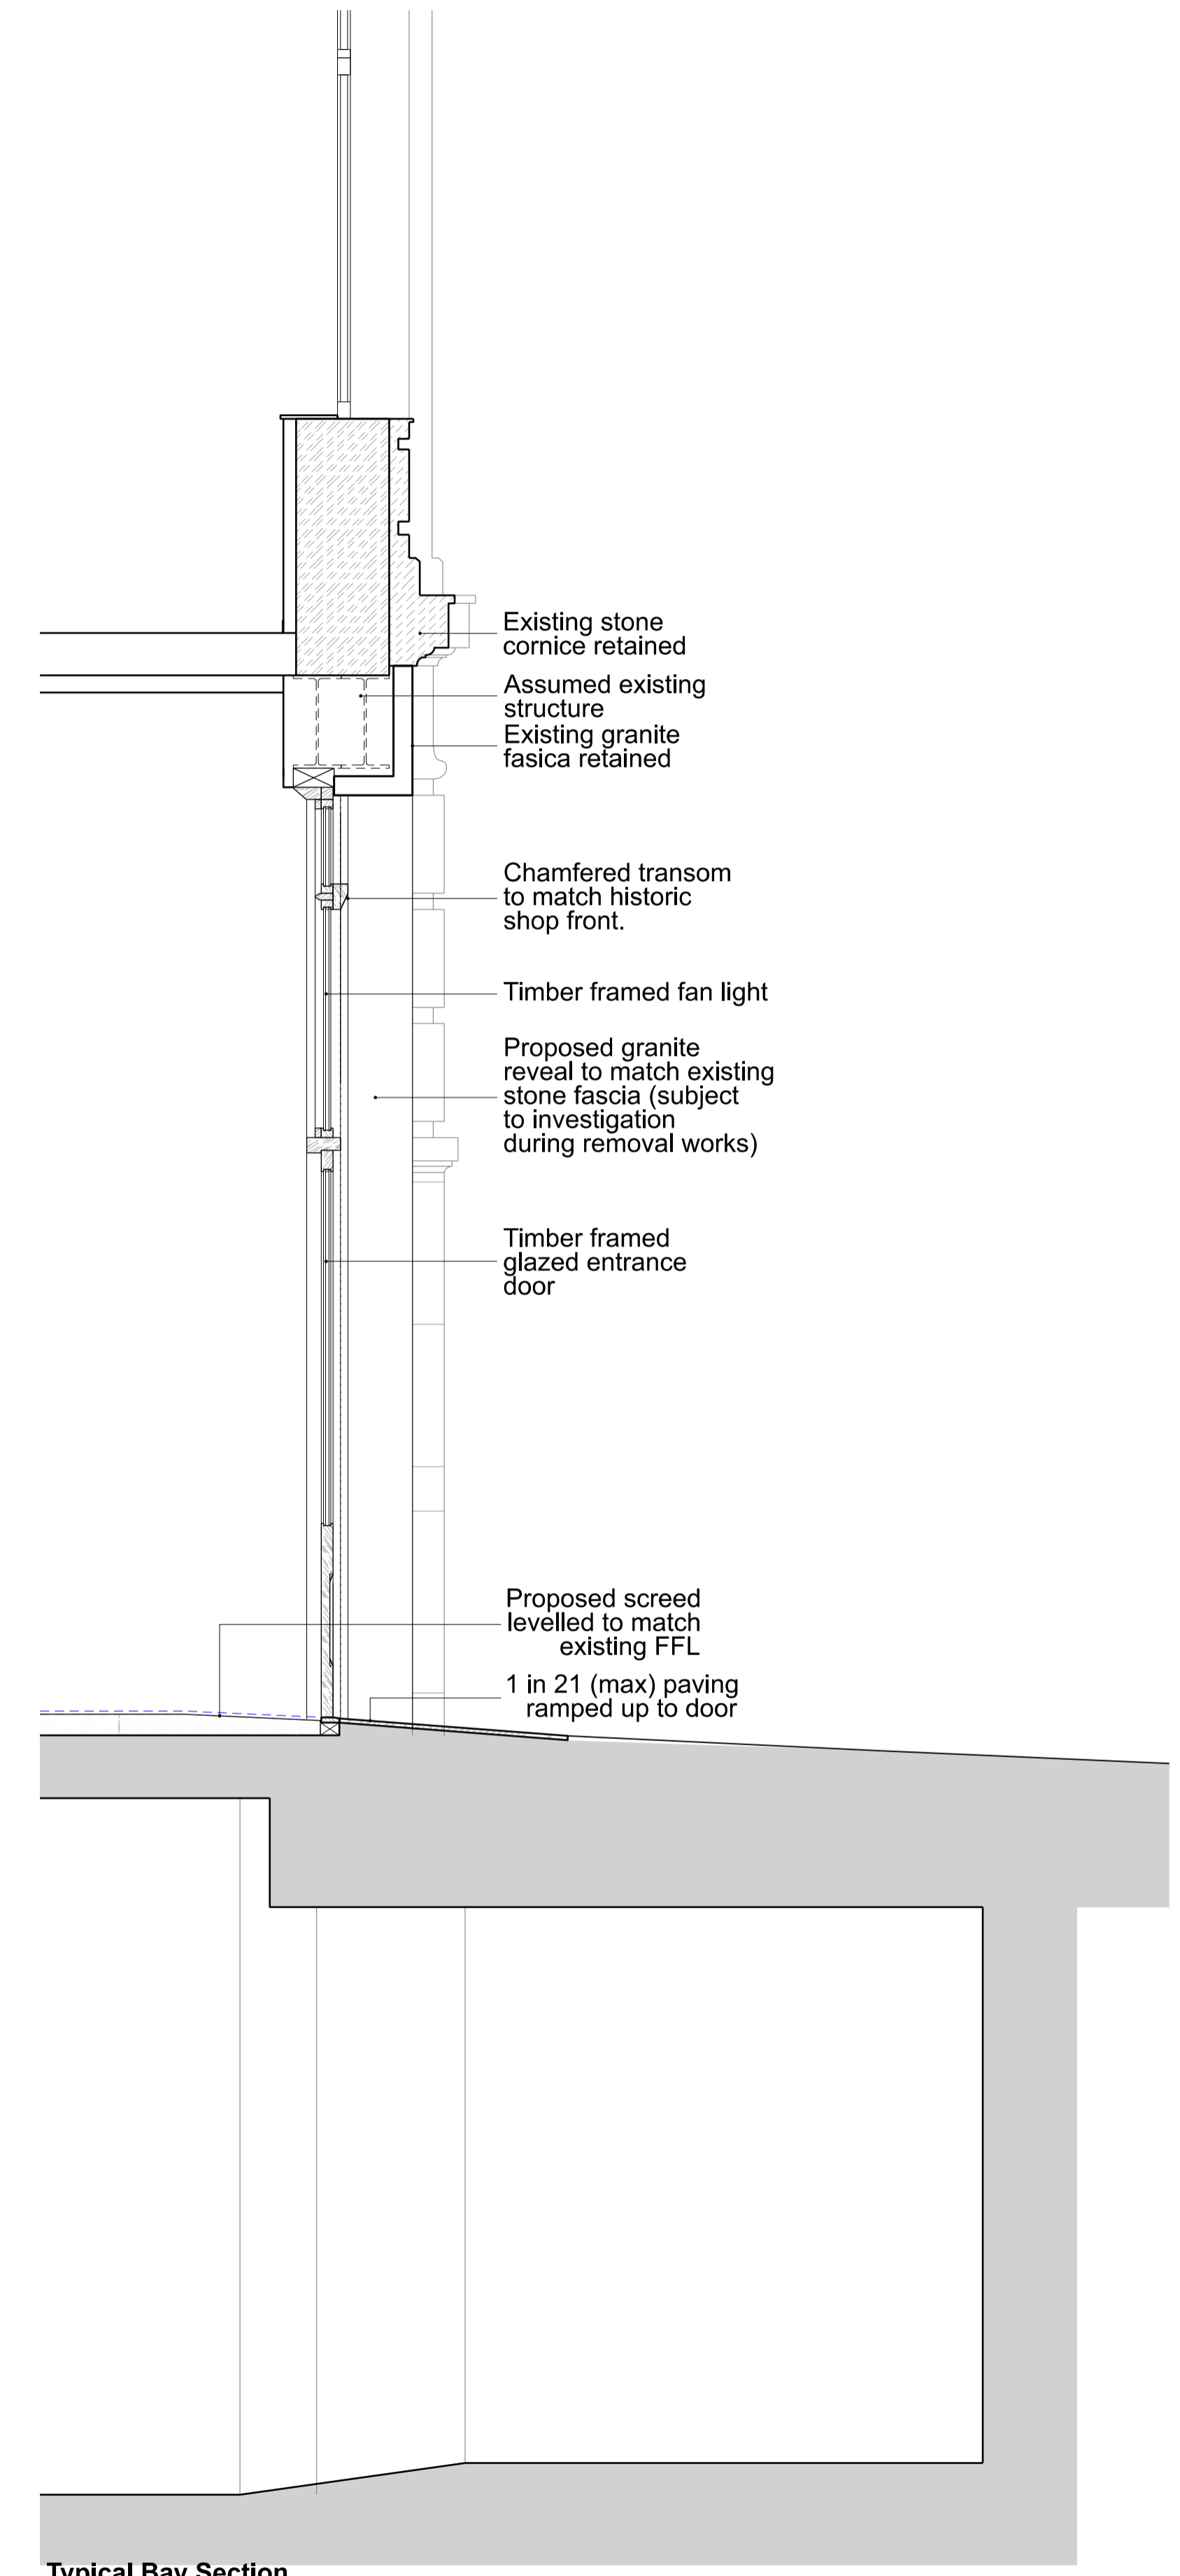 Existing stone
cornice retained
Assumed existing
structure
Existing granite
fasica retained
Chamfered transom
to match historic
shop front.
Timber framed fan light
Proposed granite
reveal to match existing
stone fascia (subject
to investigation
during removal works)
Timber framed
glazed entrance
door
Proposed screed
levelled to match
existing FFL
1 in 21 (max) paving
ramped up to door
Typical Bay Section